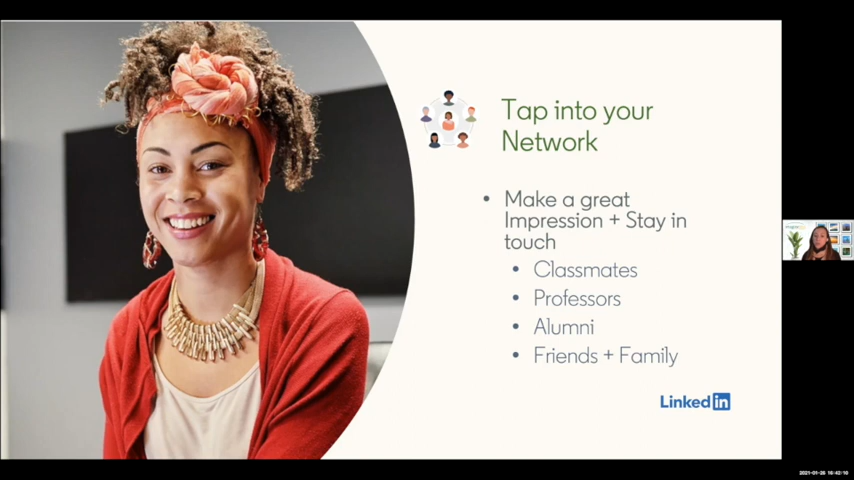 Tap into your
Network
• Make a great
Impression + Stay in
touch
• Classmates
• Professors
• Alumni
• Friends + Family
Linked in
2021-01-26 16:42:10